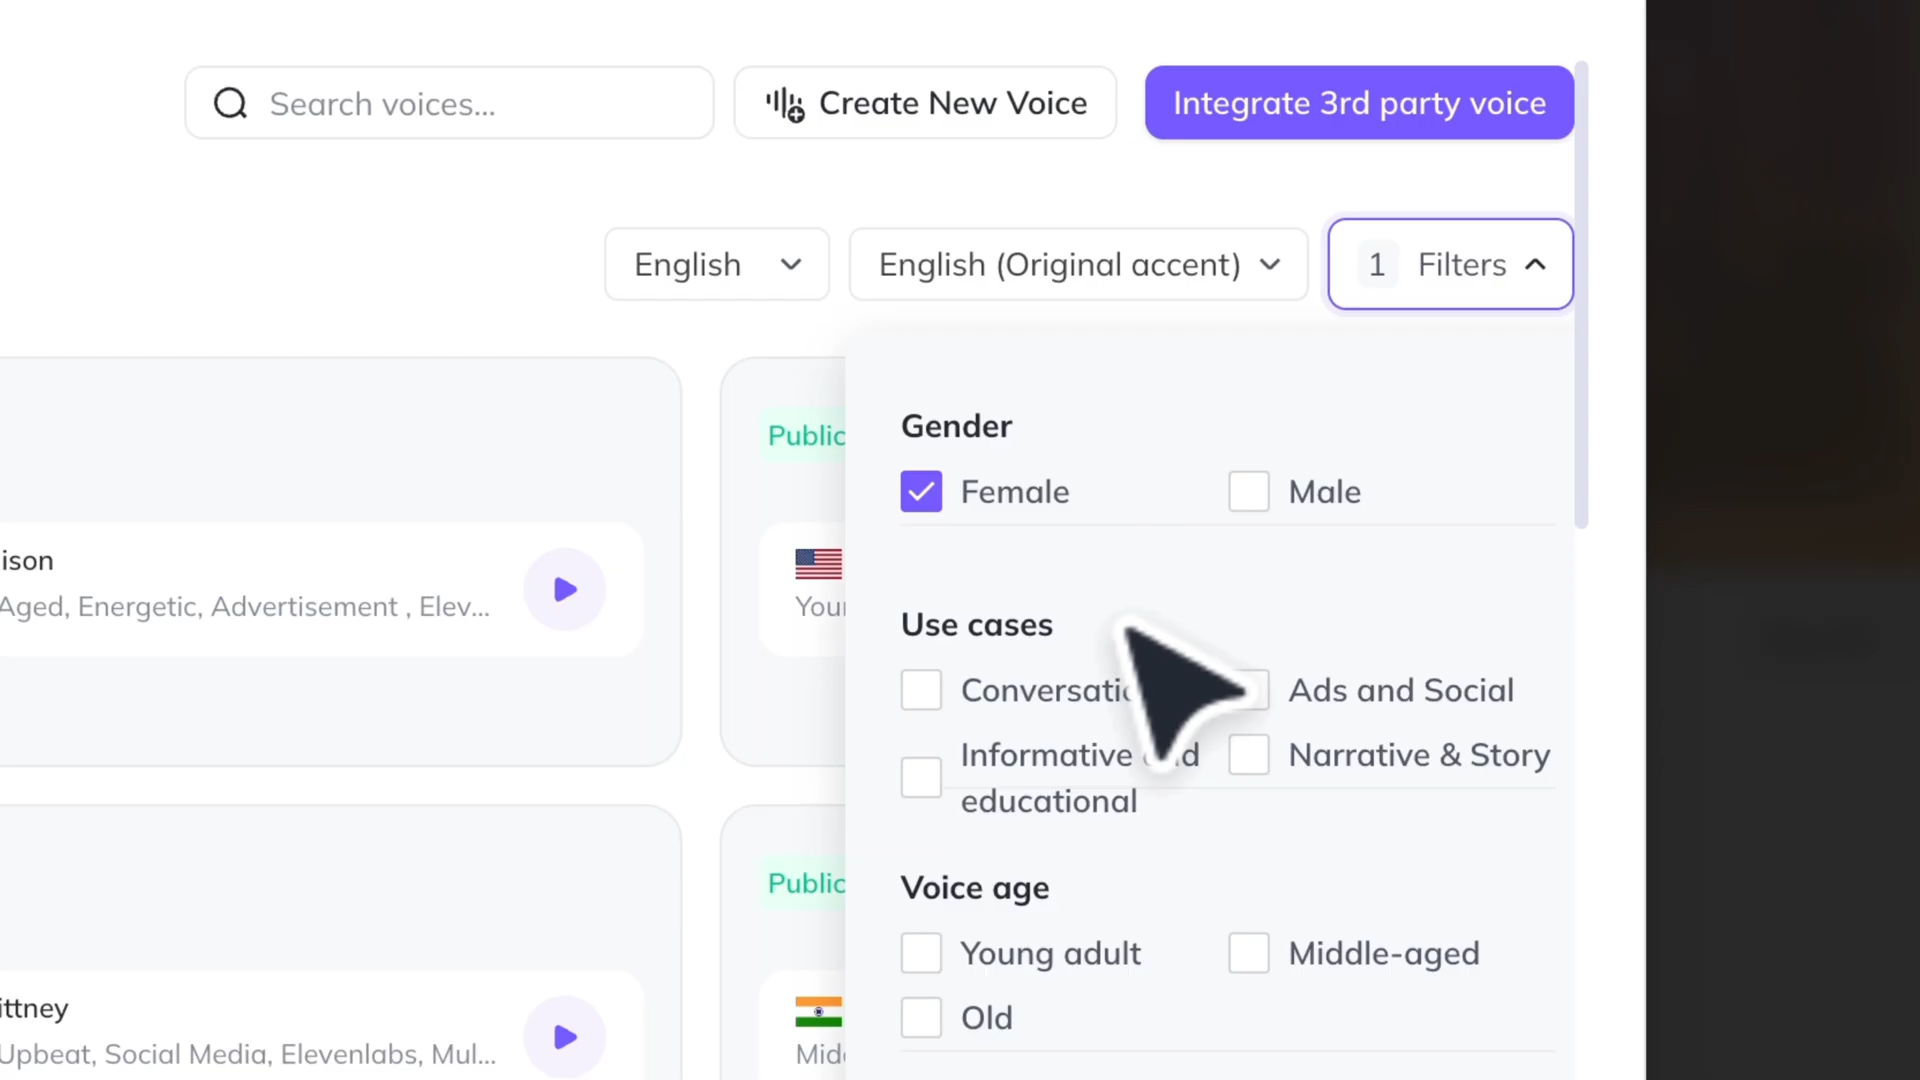 Search voices...
Create New Voice
Integrate 3rd party voice
English
English (Original accent)
1 Filters
Gender
Public
Female
Male
ison
Aged, Energetic, Advertisement , Elev...
Use cases
Ads and Social
Informative
educational
Narrative & Story
Public
Voice age
Young adult
Middle-aged
Old
ittney
Upbeat, Social Media, Elevenlabs, Mul...